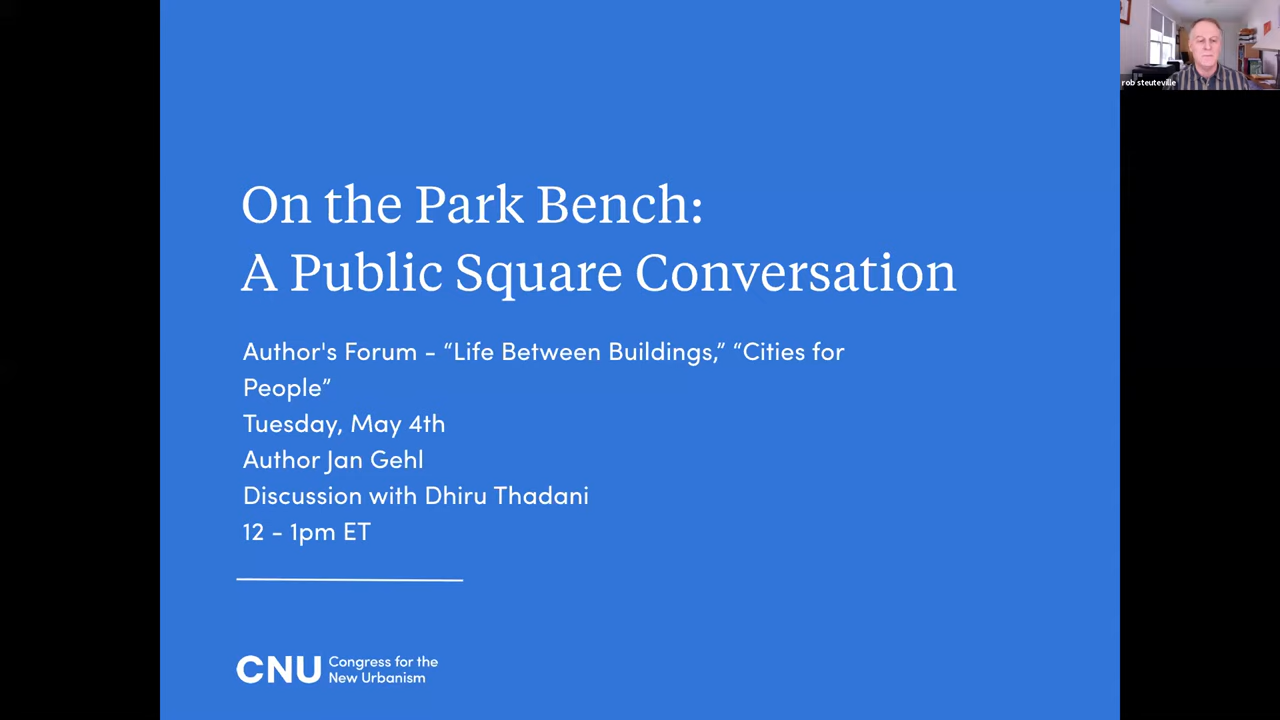 rob steuteville
On the Park Bench:
A Public Square Conversation
Author's Forum - “Life Between Buildings,” “Cities for
People”
Tuesday, May 4th
Author Jan Gehl
Discussion with Dhiru Thadani
12 - 1pm ET
CNU Congress for the
New Urbanism